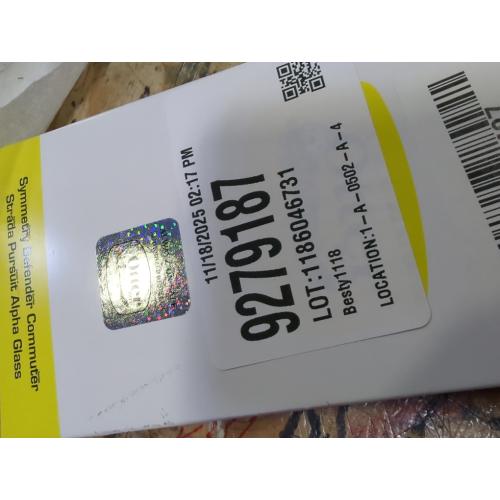 11/18/2025 02:17 PM
9279187
LOT:1186046731
Besty1118
LOCATION:1-A-0502-A-4
Symmetry Defender Commuter
Strada Pursuit Alpha Glass